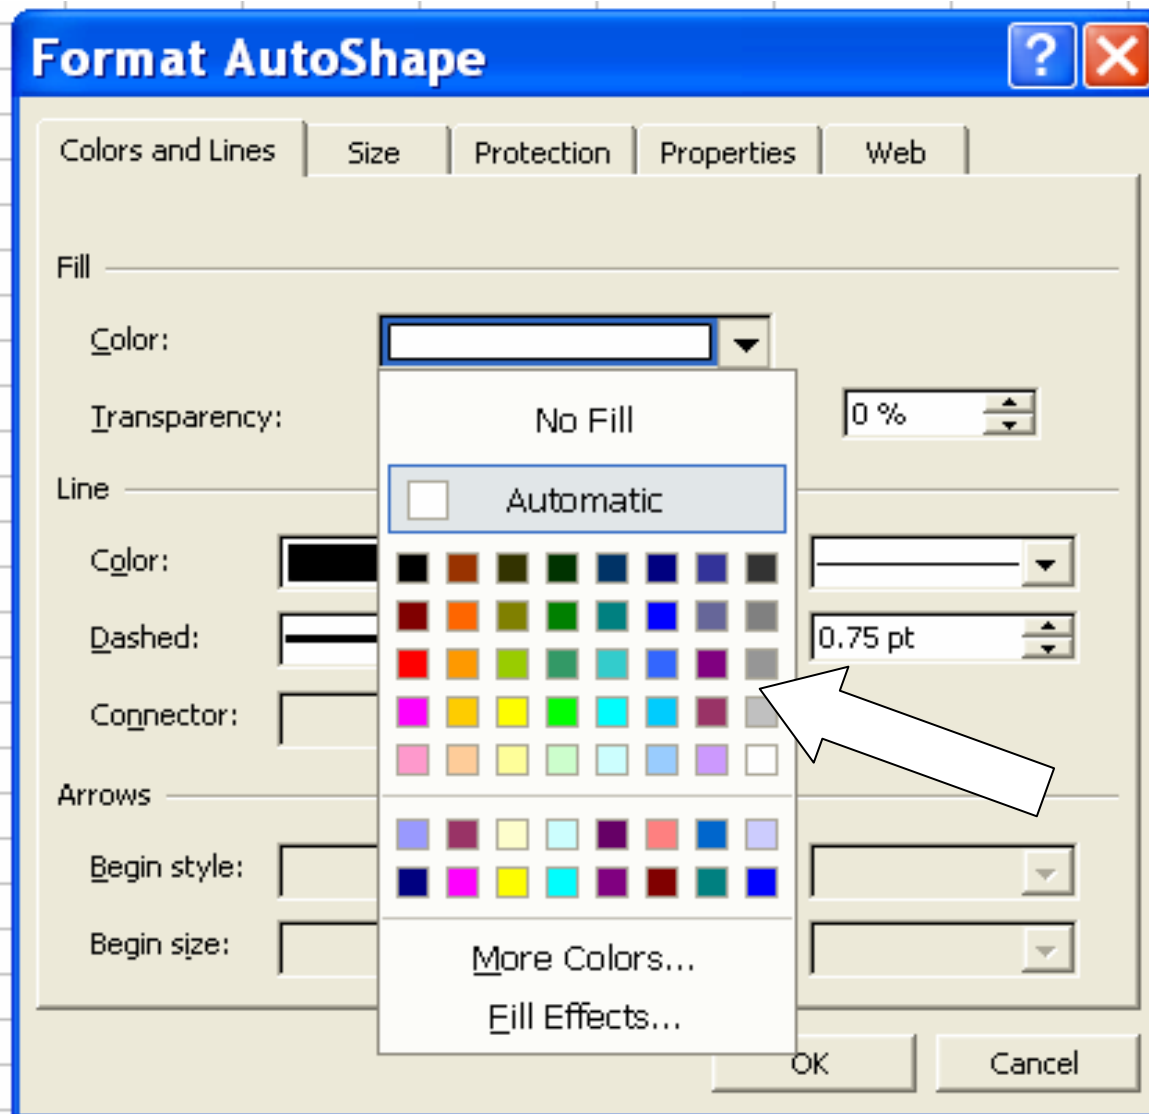 Format AutoShape
?
Colors and Lines Size Protection Properties Web
Fill
Color:
Transparency: 0 %
No Fill
Automatic
Line
Color:
Dashed: 0.75 pt
Connector:
Arrows
Begin style:
Begin size:
More Colors...
Fill Effects...
OK Cancel